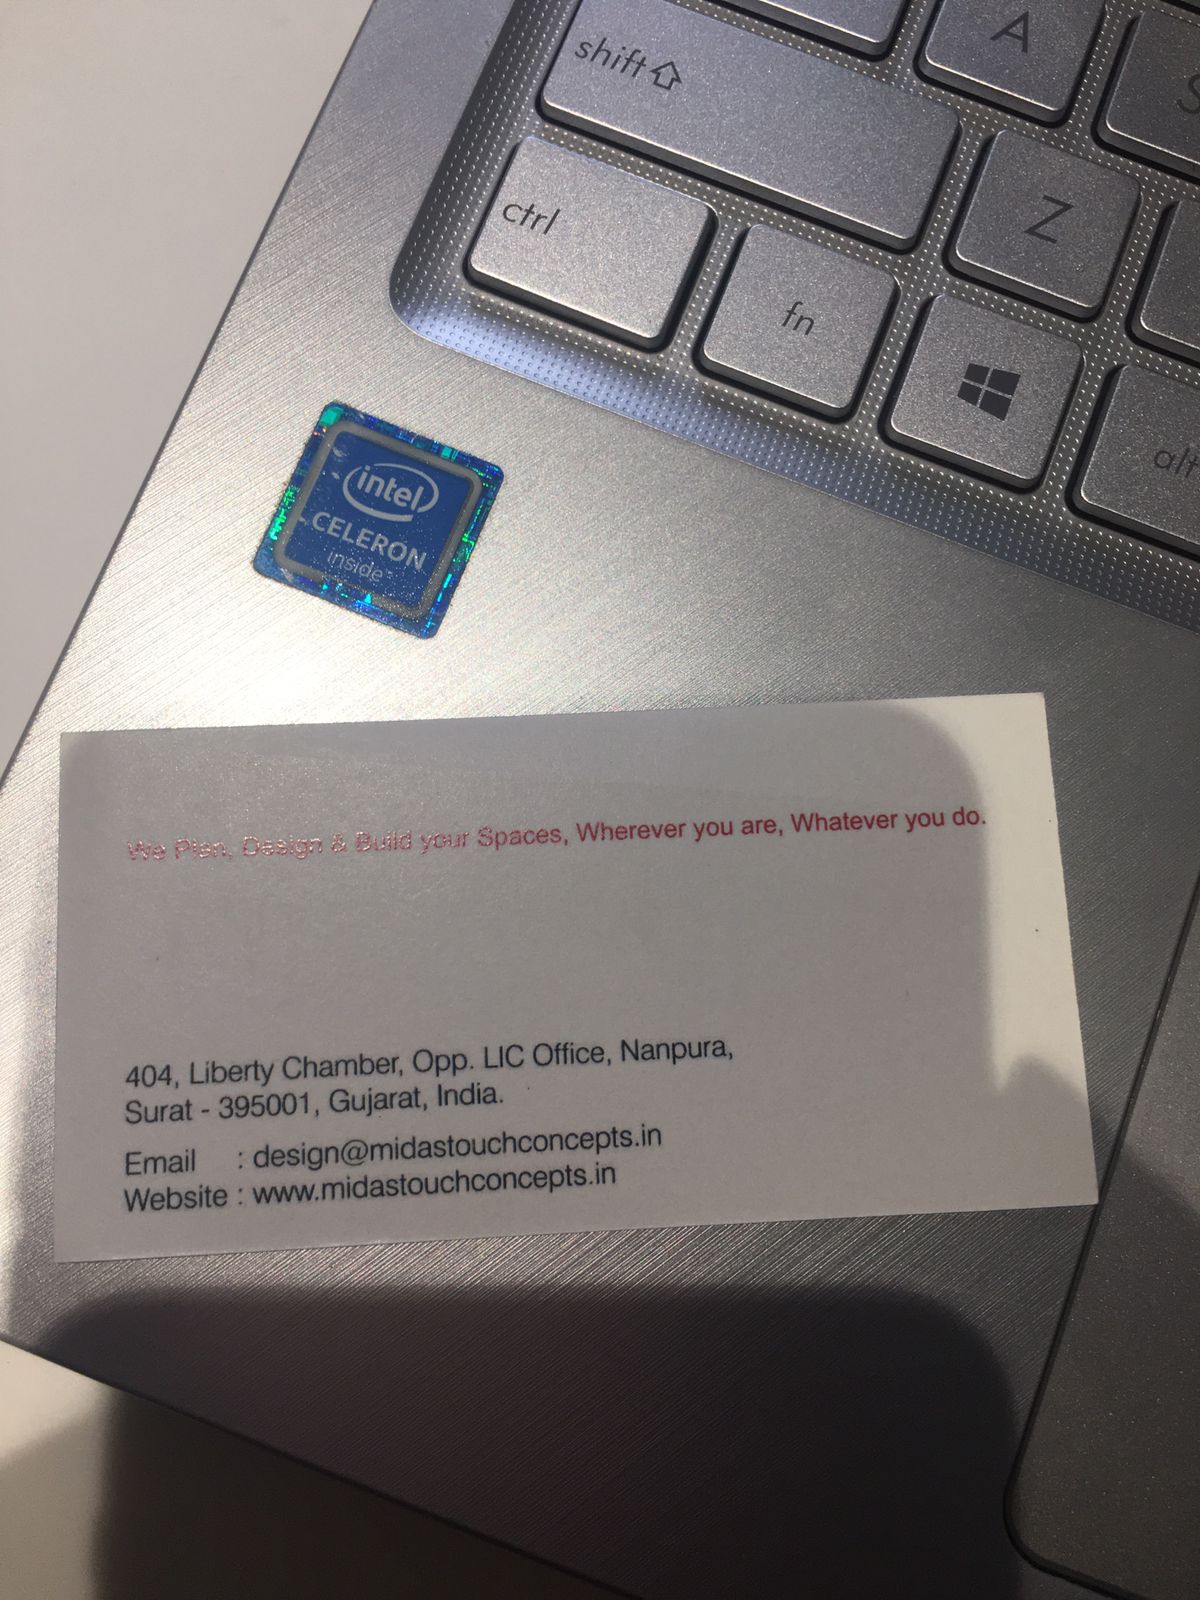 A
shift
S
Z
ctrl
fn
alt
intel
CELERON
inside™
We Plan, Design & Build your Spaces, Wherever you are, Whatever you do.
404, Liberty Chamber, Opp. LIC Office, Nanpura,
Surat - 395001, Gujarat, India.
Email : design@midastouchconcepts.in
Website : www.midastouchconcepts.in